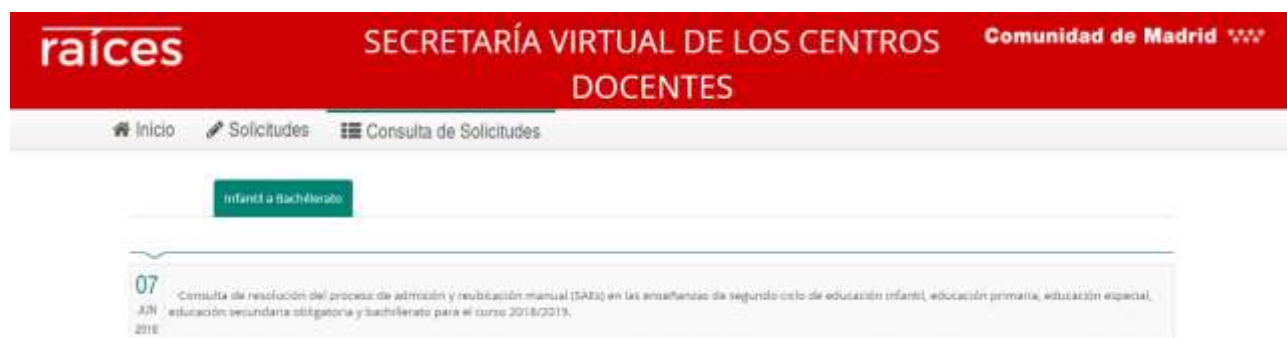 raíces
SECRETARÍA VIRTUAL DE LOS CENTROS
DOCENTES
Comunidad de Madrid
Inicio
Solicitudes
Consulta de Solicitudes
Infantil a Bachillerato
07
JUN
2018
Consulta de resolución del proceso de admisión y reubicación manual (SAEs) en las enseñanzas de segundo ciclo de educación infantil, educación primaria, educación especial,
educación secundaria obligatoria y bachillerato para el curso 2018/2019.